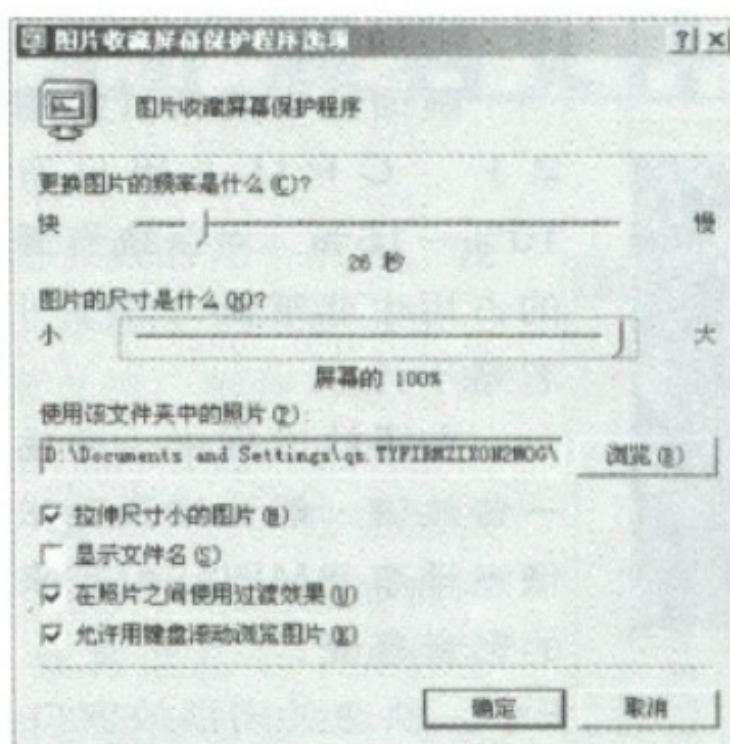 图片收藏屏幕保护程序选项
图片收藏屏幕保护程序
更换图片的频率是什么(C)?
快 慢
26 秒
图片的尺寸是什么
小 大
屏幕的 100%
使用该文件夹中的照片
D:\Documents and Settings\
浏览
拉伸尺寸小的图片
显示文件名(S)
在照片之间使用过渡效果
允许用键盘滚动浏览图片
确定 取消